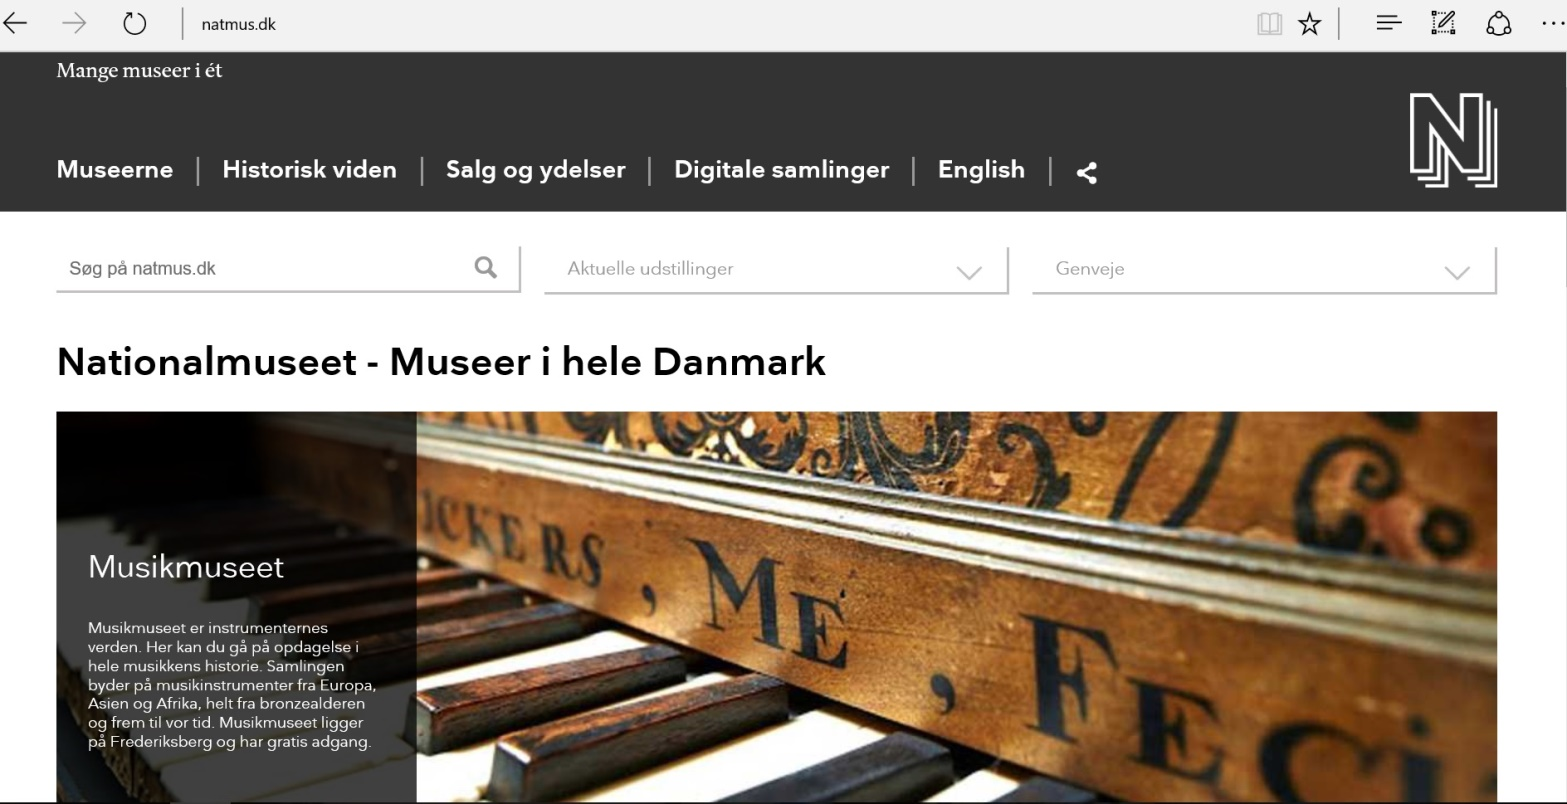 natmus.dk
Mange museer i ét
N
Museerne | Historisk viden | Salg og ydelser | Digitale samlinger | English |
Søg på natmus.dk
Aktuelle udstillinger
Genveje
Nationalmuseet - Museer i hele Danmark
ICKERS, ME, FECI
Musikmuseet
Musikmuseet er instrumenternes
verden. Her kan du gå på opdagelse i
hele musikkens historie. Samlingen
byder på musikinstrumenter fra Europa,
Asien og Afrika, helt fra bronzealderen
og frem til vor tid. Musikmuseet ligger
på Frederiksberg og har gratis adgang.